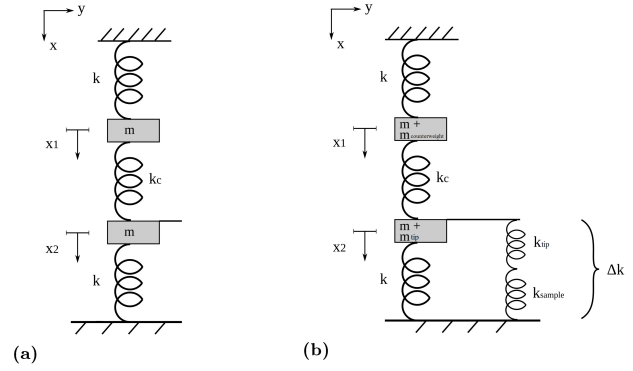 y
x
k
m
x1
kc
m
x2
k
(a)
y
x
k
m +
mcounterweight
x1
kc
m +
mtip
x2
k
ktip
ksample
Δk
(b)